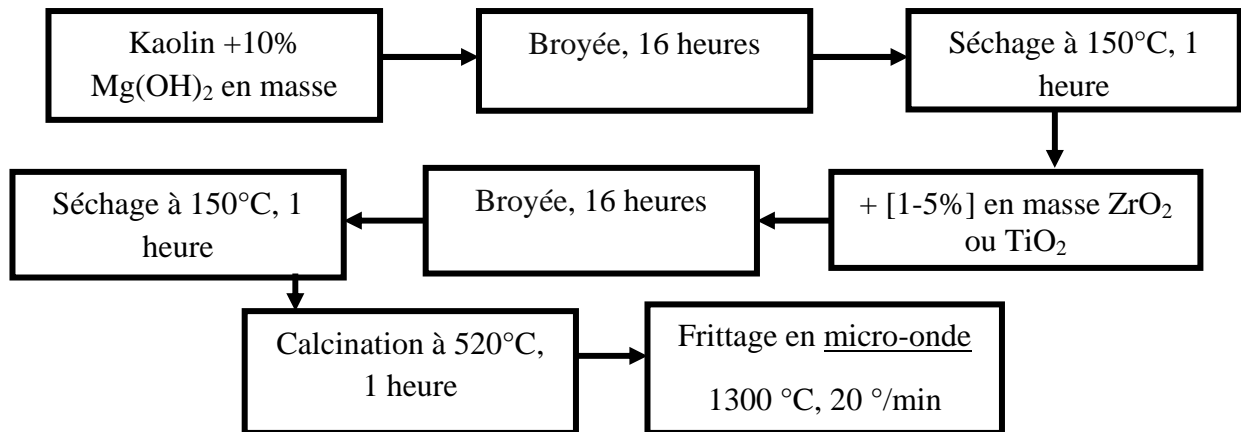 Kaolin +10%
Mg(OH)₂ en masse
Broyée, 16 heures
Séchage à 150°C, 1
heure
+ [1-5%] en masse ZrO₂
ou TiO₂
Broyée, 16 heures
Séchage à 150°C, 1
heure
Calcination à 520°C,
1 heure
Frittage en micro-onde
1300 °C, 20 °/min